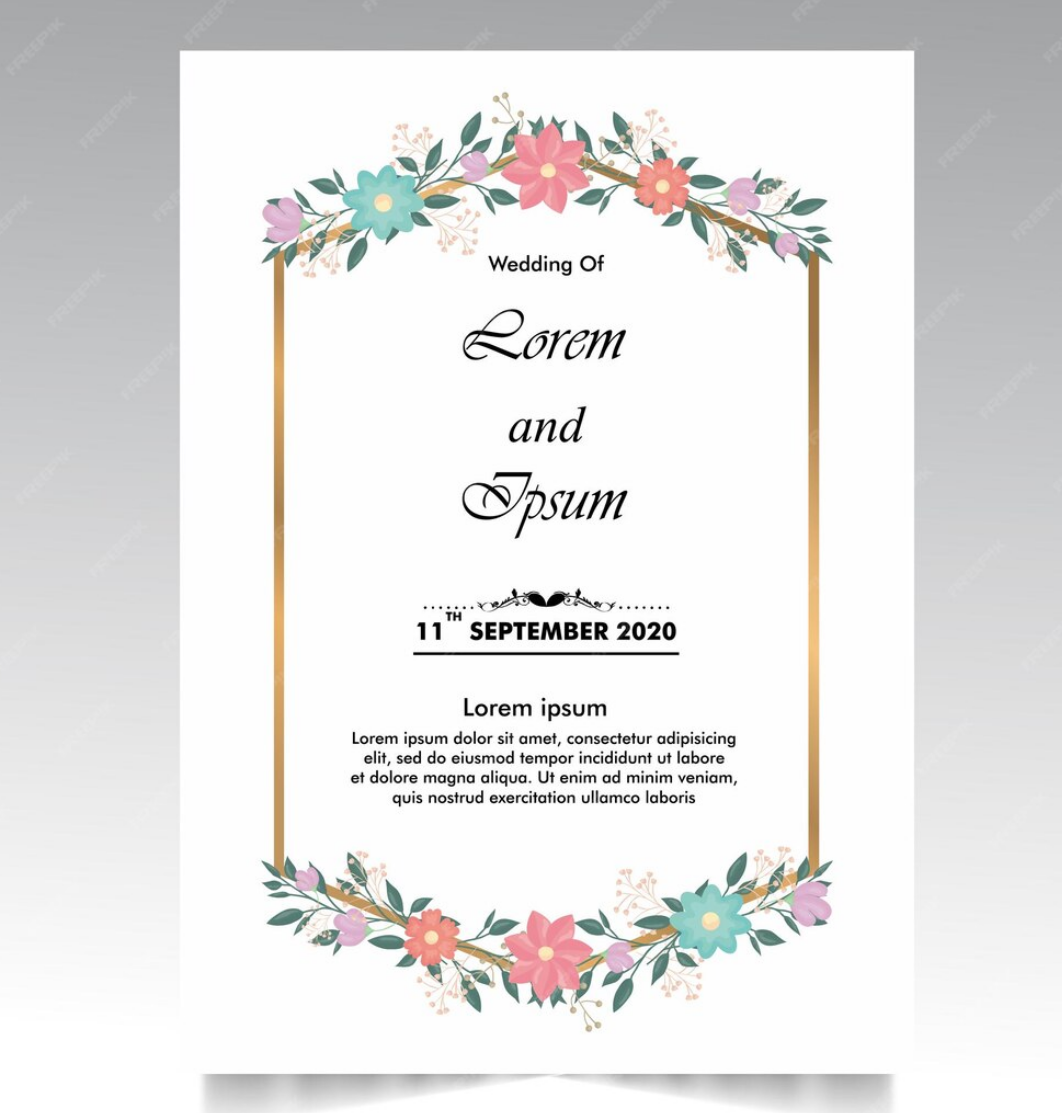 Wedding Of
Lorem
and
Ipsum
11TH SEPTEMBER 2020
Lorem ipsum
Lorem ipsum dolor sit amet, consectetur adipisicing
elit, sed do eiusmod tempor incididunt ut labore
et dolore magna aliqua. Ut enim ad minim veniam,
quis nostrud exercitation ullamco laboris